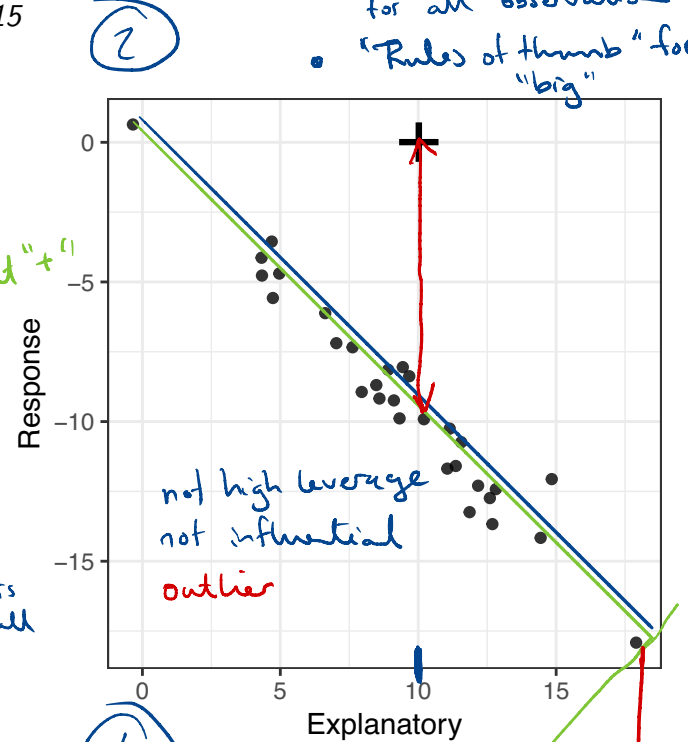 15
2
for all
• "Rules of thumb" for
"big"
"+"
0
−5
−10
−15
Response
not high leverage
not influential
outlier
0 5 10 15
Explanatory